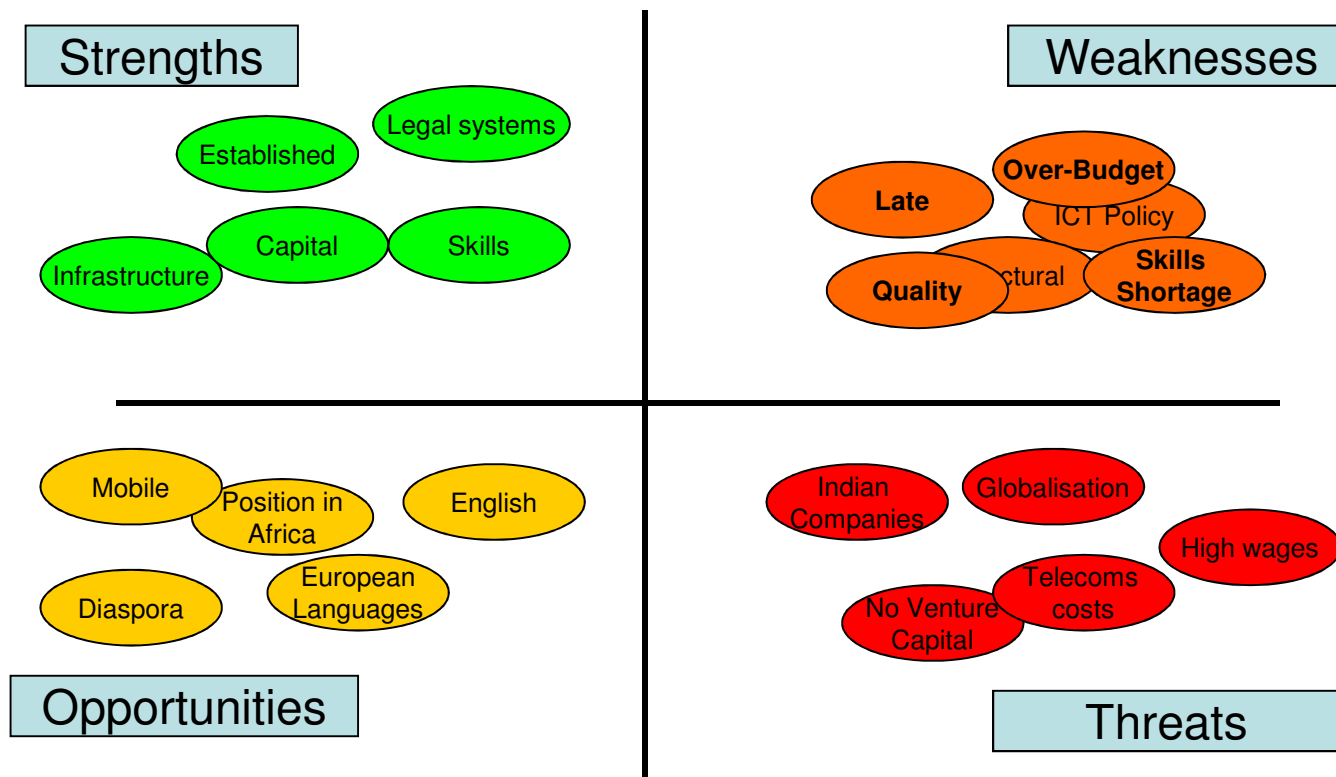 Strengths
Legal systems
Established
Capital
Skills
Infrastructure
Weaknesses
Over-Budget
Late
ICT Policy
Skills
Shortage
Quality
ctural
Mobile
Position in
Africa
English
European
Languages
Diaspora
Opportunities
Indian
Companies
Globalisation
High wages
Telecoms
costs
No Venture
Capital
Threats